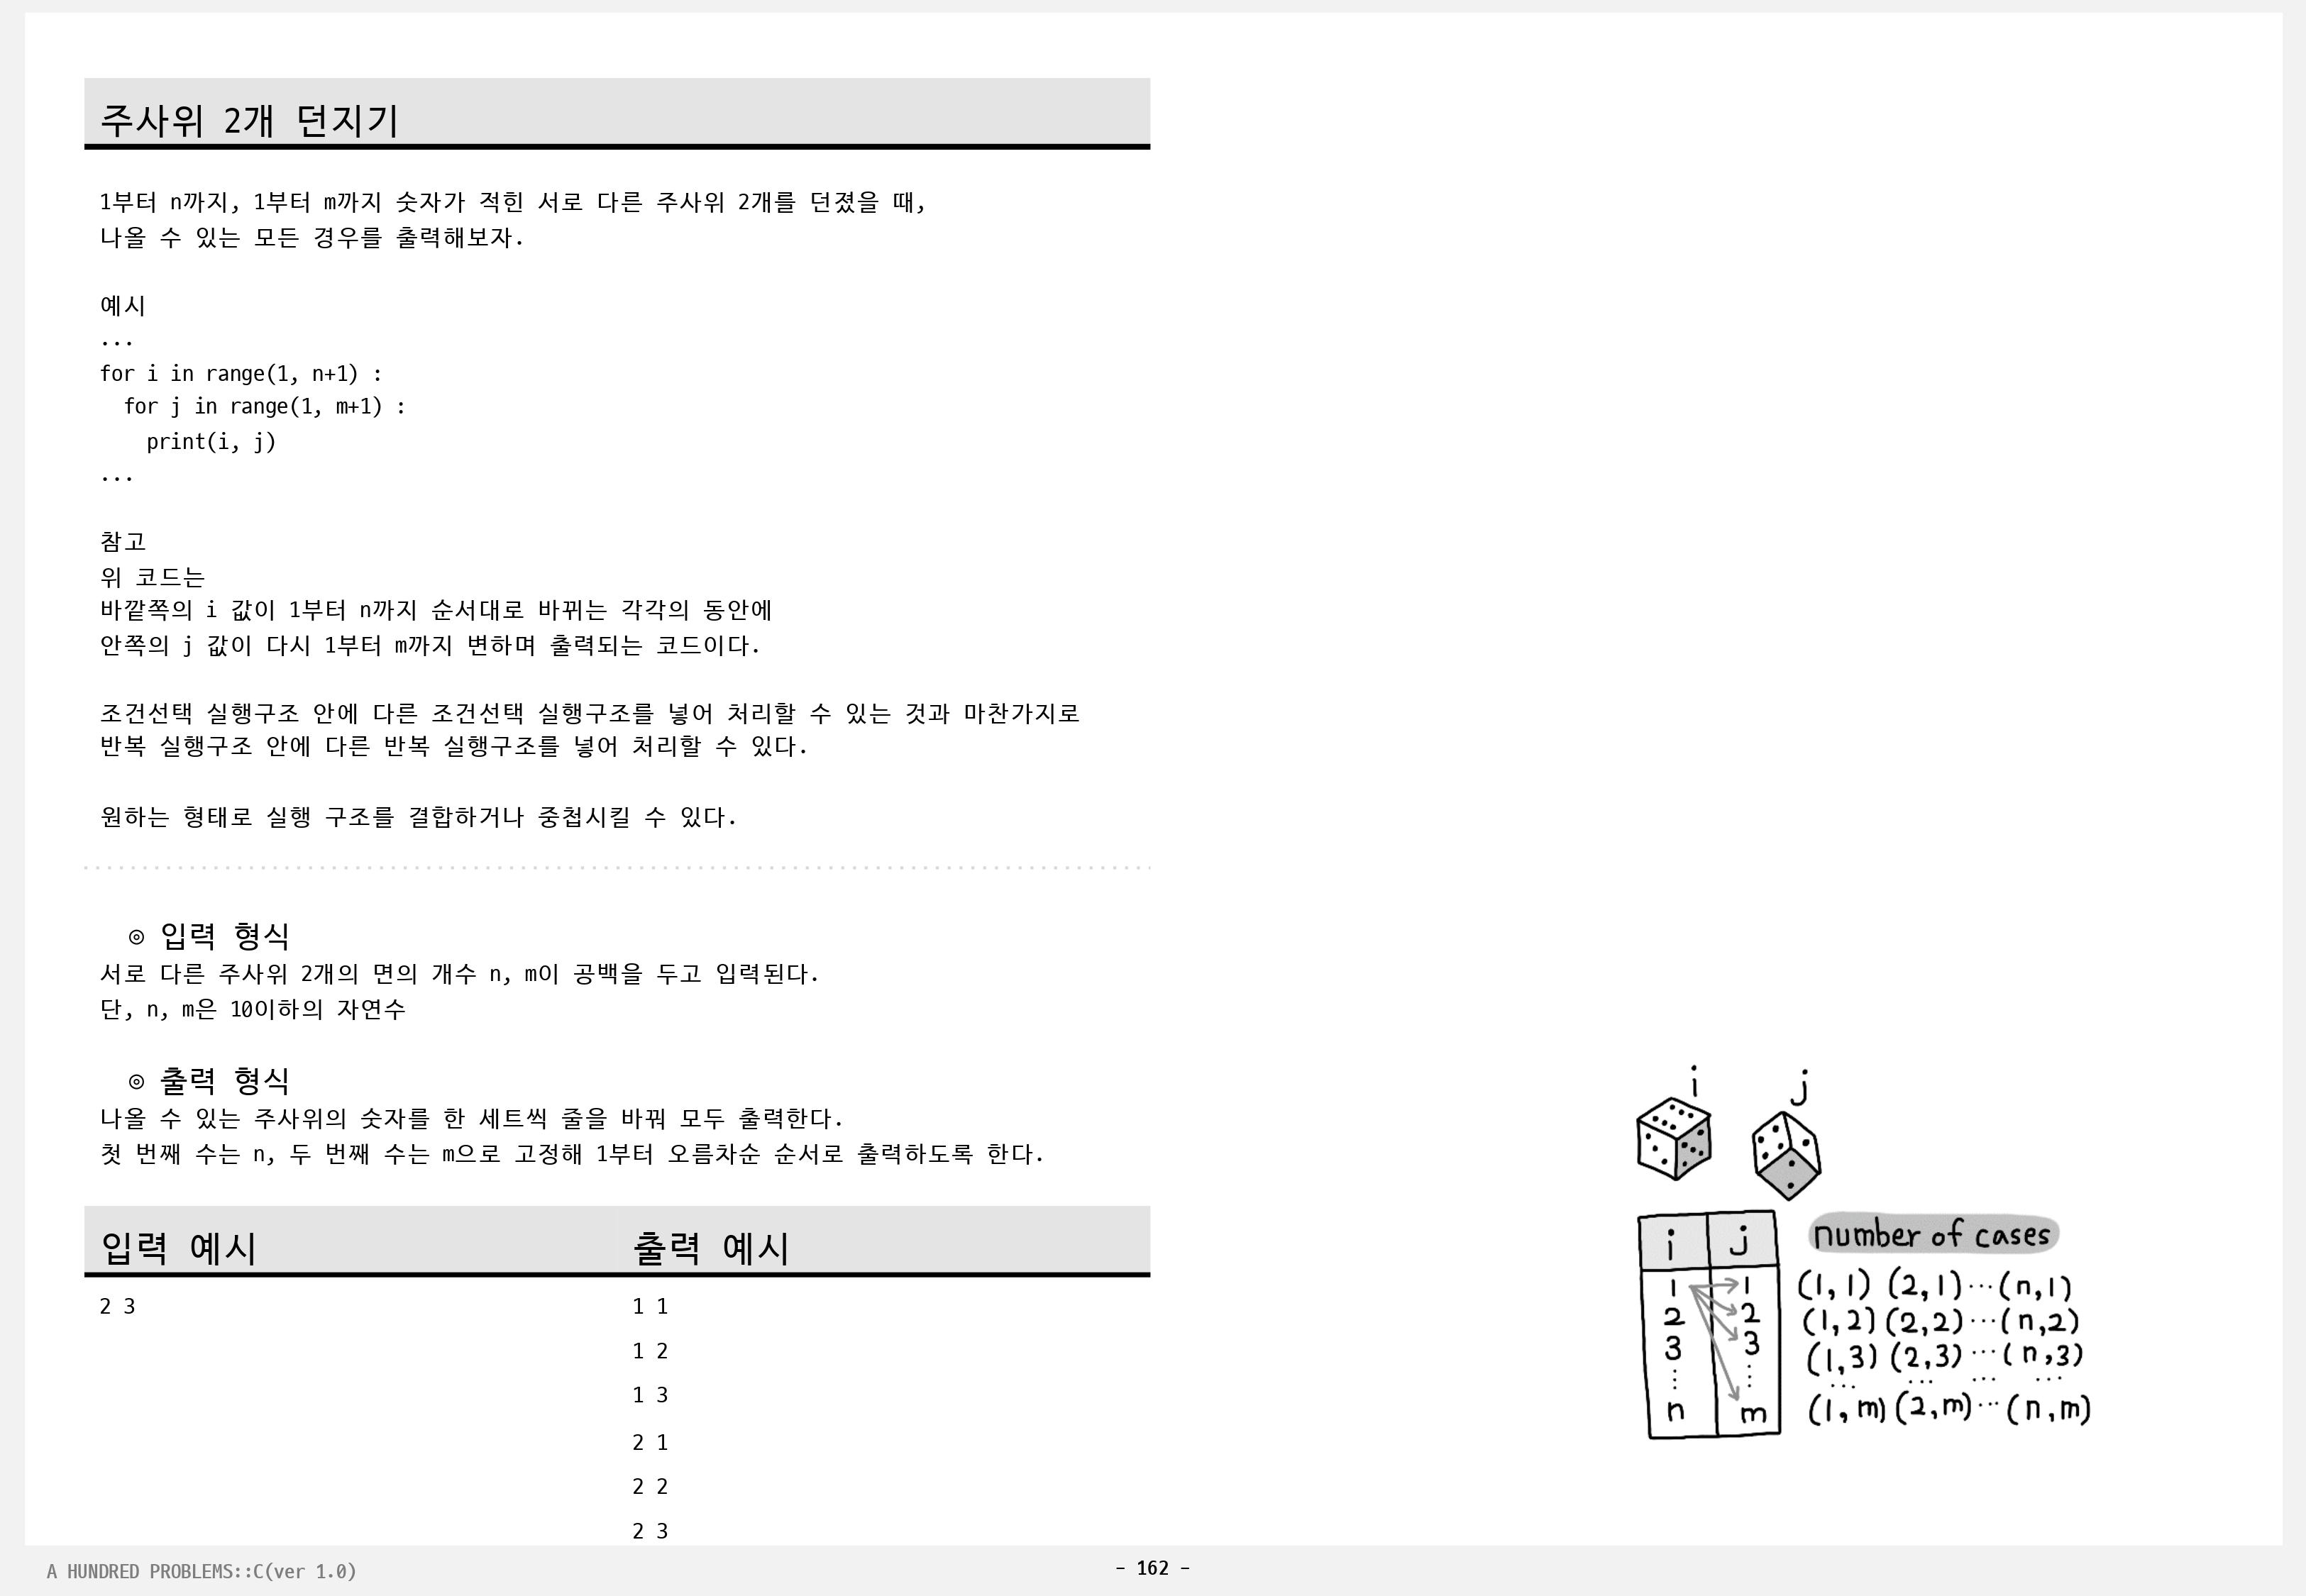 주사위 2개 던지기
1부터 n까지, 1부터 m까지 숫자가 적힌 서로 다른 주사위 2개를 던졌을 때,
나올 수 있는 모든 경우를 출력해보자.
예시
...
for i in range(1, n+1) :
  for j in range(1, m+1) :
    print(i, j)
...
참고
위 코드는
바깥쪽의 i 값이 1부터 n까지 순서대로 바뀌는 각각의 동안에
안쪽의 j 값이 다시 1부터 m까지 변하며 출력되는 코드이다.
조건선택 실행구조 안에 다른 조건선택 실행구조를 넣어 처리할 수 있는 것과 마찬가지로
반복 실행구조 안에 다른 반복 실행구조를 넣어 처리할 수 있다.
원하는 형태로 실행 구조를 결합하거나 중첩시킬 수 있다.
◎ 입력 형식
서로 다른 주사위 2개의 면의 개수 n, m이 공백을 두고 입력된다.
단, n, m은 10이하의 자연수
◎ 출력 형식
나올 수 있는 주사위의 숫자를 한 세트씩 줄을 바꿔 모두 출력한다.
첫 번째 수는 n, 두 번째 수는 m으로 고정해 1부터 오름차순 순서로 출력하도록 한다.
입력 예시 출력 예시
2 3 1 1
1 2
1 3
2 1
2 2
2 3
i j
i j number of cases
1 1 (1, 1) (2, 1) ... (n, 1)
2 2 (1, 2) (2, 2) ... (n, 2)
3 3 (1, 3) (2, 3) ... (n, 3)
⋮ ⋮ ... ... ... ...
n m (1, m) (2, m) ... (n, m)
A HUNDRED PROBLEMS::C(ver 1.0)
- 162 -